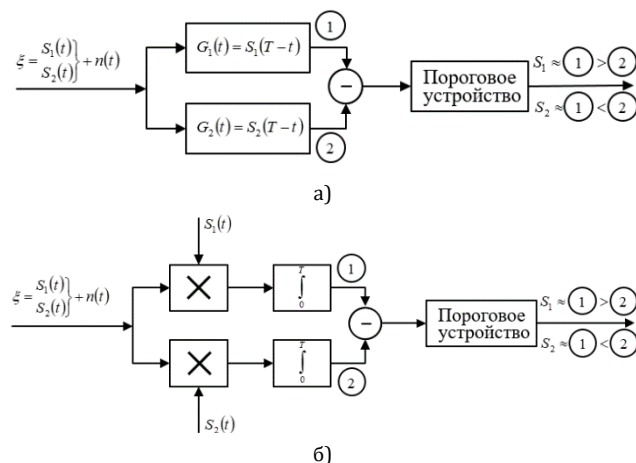 ξ = S₁(t) S₂(t) } + n(t)
G₁(t) = S₁(T − t)
1
−
G₂(t) = S₂(T − t)
2
Пороговое
устройство
S₁ ≈ 1 > 2
S₂ ≈ 1 < 2
а)
S₁(t)
ξ = S₁(t) S₂(t) } + n(t)
×
∫₀ᵀ
1
−
×
∫₀ᵀ
2
S₂(t)
Пороговое
устройство
S₁ ≈ 1 > 2
S₂ ≈ 1 < 2
б)